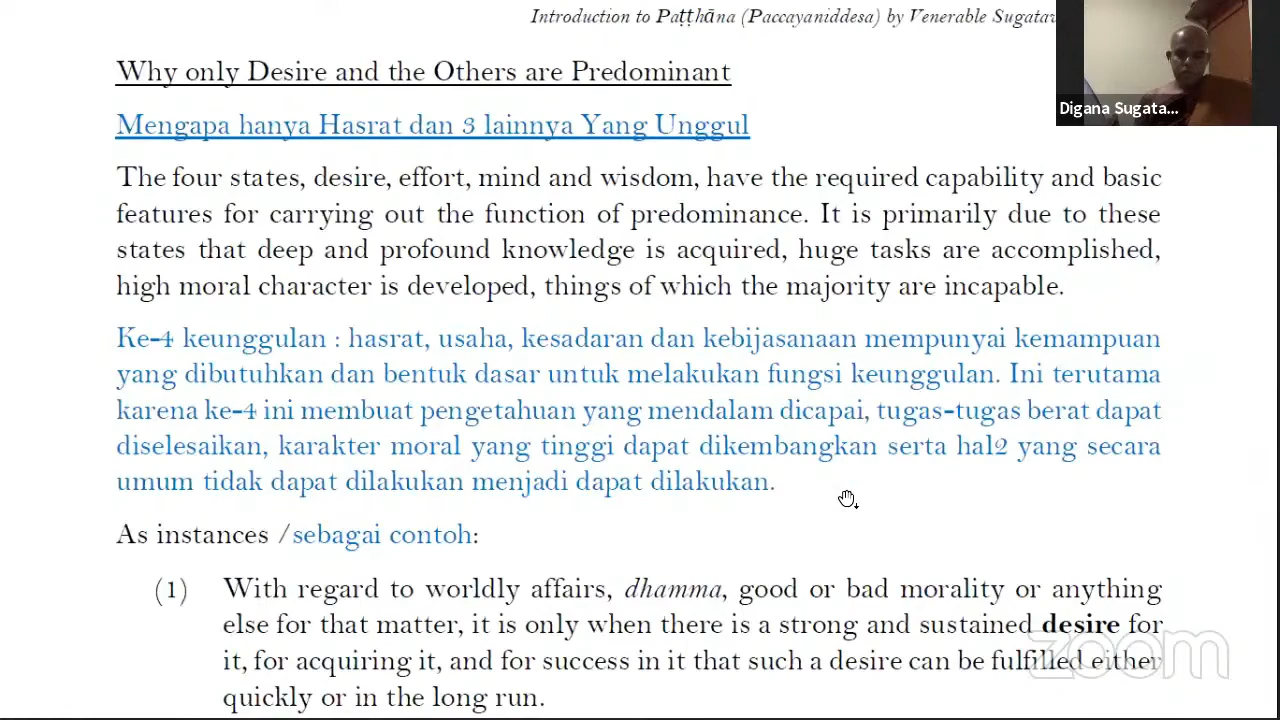 Introduction to Paṭṭhāna (Paccayaniddesa) by Venerable
Digana Sugata...
Why only Desire and the Others are Predominant
Mengapa hanya Hasrat dan 3 lainnya Yang Unggul
The four states, desire, effort, mind and wisdom, have the required capability and basic
features for carrying out the function of predominance. It is primarily due to these
states that deep and profound knowledge is acquired, huge tasks are accomplished,
high moral character is developed, things of which the majority are incapable.
Ke-4 keunggulan : hasrat, usaha, kesadaran dan kebijasanaan mempunyai kemampuan
yang dibutuhkan dan bentuk dasar untuk melakukan fungsi keunggulan. Ini terutama
karena ke-4 ini membuat pengetahuan yang mendalam dicapai, tugas-tugas berat dapat
diselesaikan, karakter moral yang tinggi dapat dikembangkan serta hal2 yang secara
umum tidak dapat dilakukan menjadi dapat dilakukan.
As instances /sebagai contoh:
(1) With regard to worldly affairs, dhamma, good or bad morality or anything
else for that matter, it is only when there is a strong and sustained desire for
it, for acquiring it, and for success in it that such a desire can be fulfilled either
quickly or in the long run.
zoom